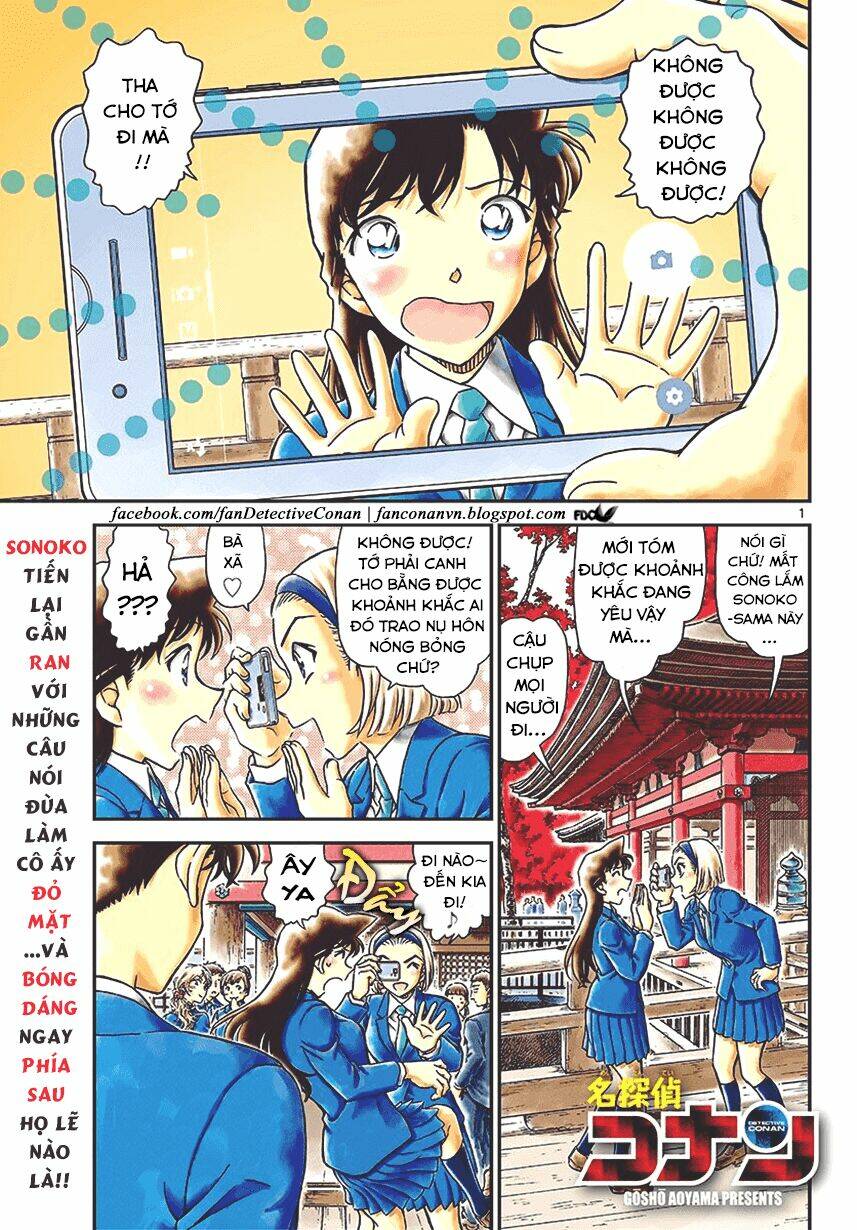 KHÔNG
ĐƯỢC
KHÔNG
ĐƯỢC
KHÔNG
ĐƯỢC!
THA
CHO TỚ
ĐI MÀ
!!
facebook.com/fanDetectiveConan | fanconanvn.blogspot.com FDC
1
NÓI GÌ
CHỨ! MẤT
CÔNG LẮM
SONOKO
-SAMA NÀY
...
MỚI TÓM
ĐƯỢC KHOẢNH
KHẮC ĐANG
YÊU VẬY
MÀ...
CẬU
CHỤP
MỌI
NGƯỜI
ĐI...
KHÔNG ĐƯỢC!
TỚ PHẢI CANH
CHO BẰNG ĐƯỢC
KHOẢNH KHẮC AI
ĐÓ TRAO NỤ HÔN
NÓNG BỎNG
CHỨ?
BÀ
XÃ
♡
HẢ
???
ĐI NÀO~
ĐẾN KIA
ĐI!
♪
Đẩy
ÂY
YA
SONOKO
TIẾN
LẠI
GẦN
RAN
VỚI
NHỮNG
CÂU
NÓI
ĐÙA
LÀM
CÔ ẤY
ĐỎ
MẶT
...VÀ
BÓNG
DÁNG
NGAY
PHÍA
SAU
HỌ LẼ
NÀO LÀ!!
名探偵
コナン
DETECTIVE
CONAN
GOSHO AOYAMA PRESENTS